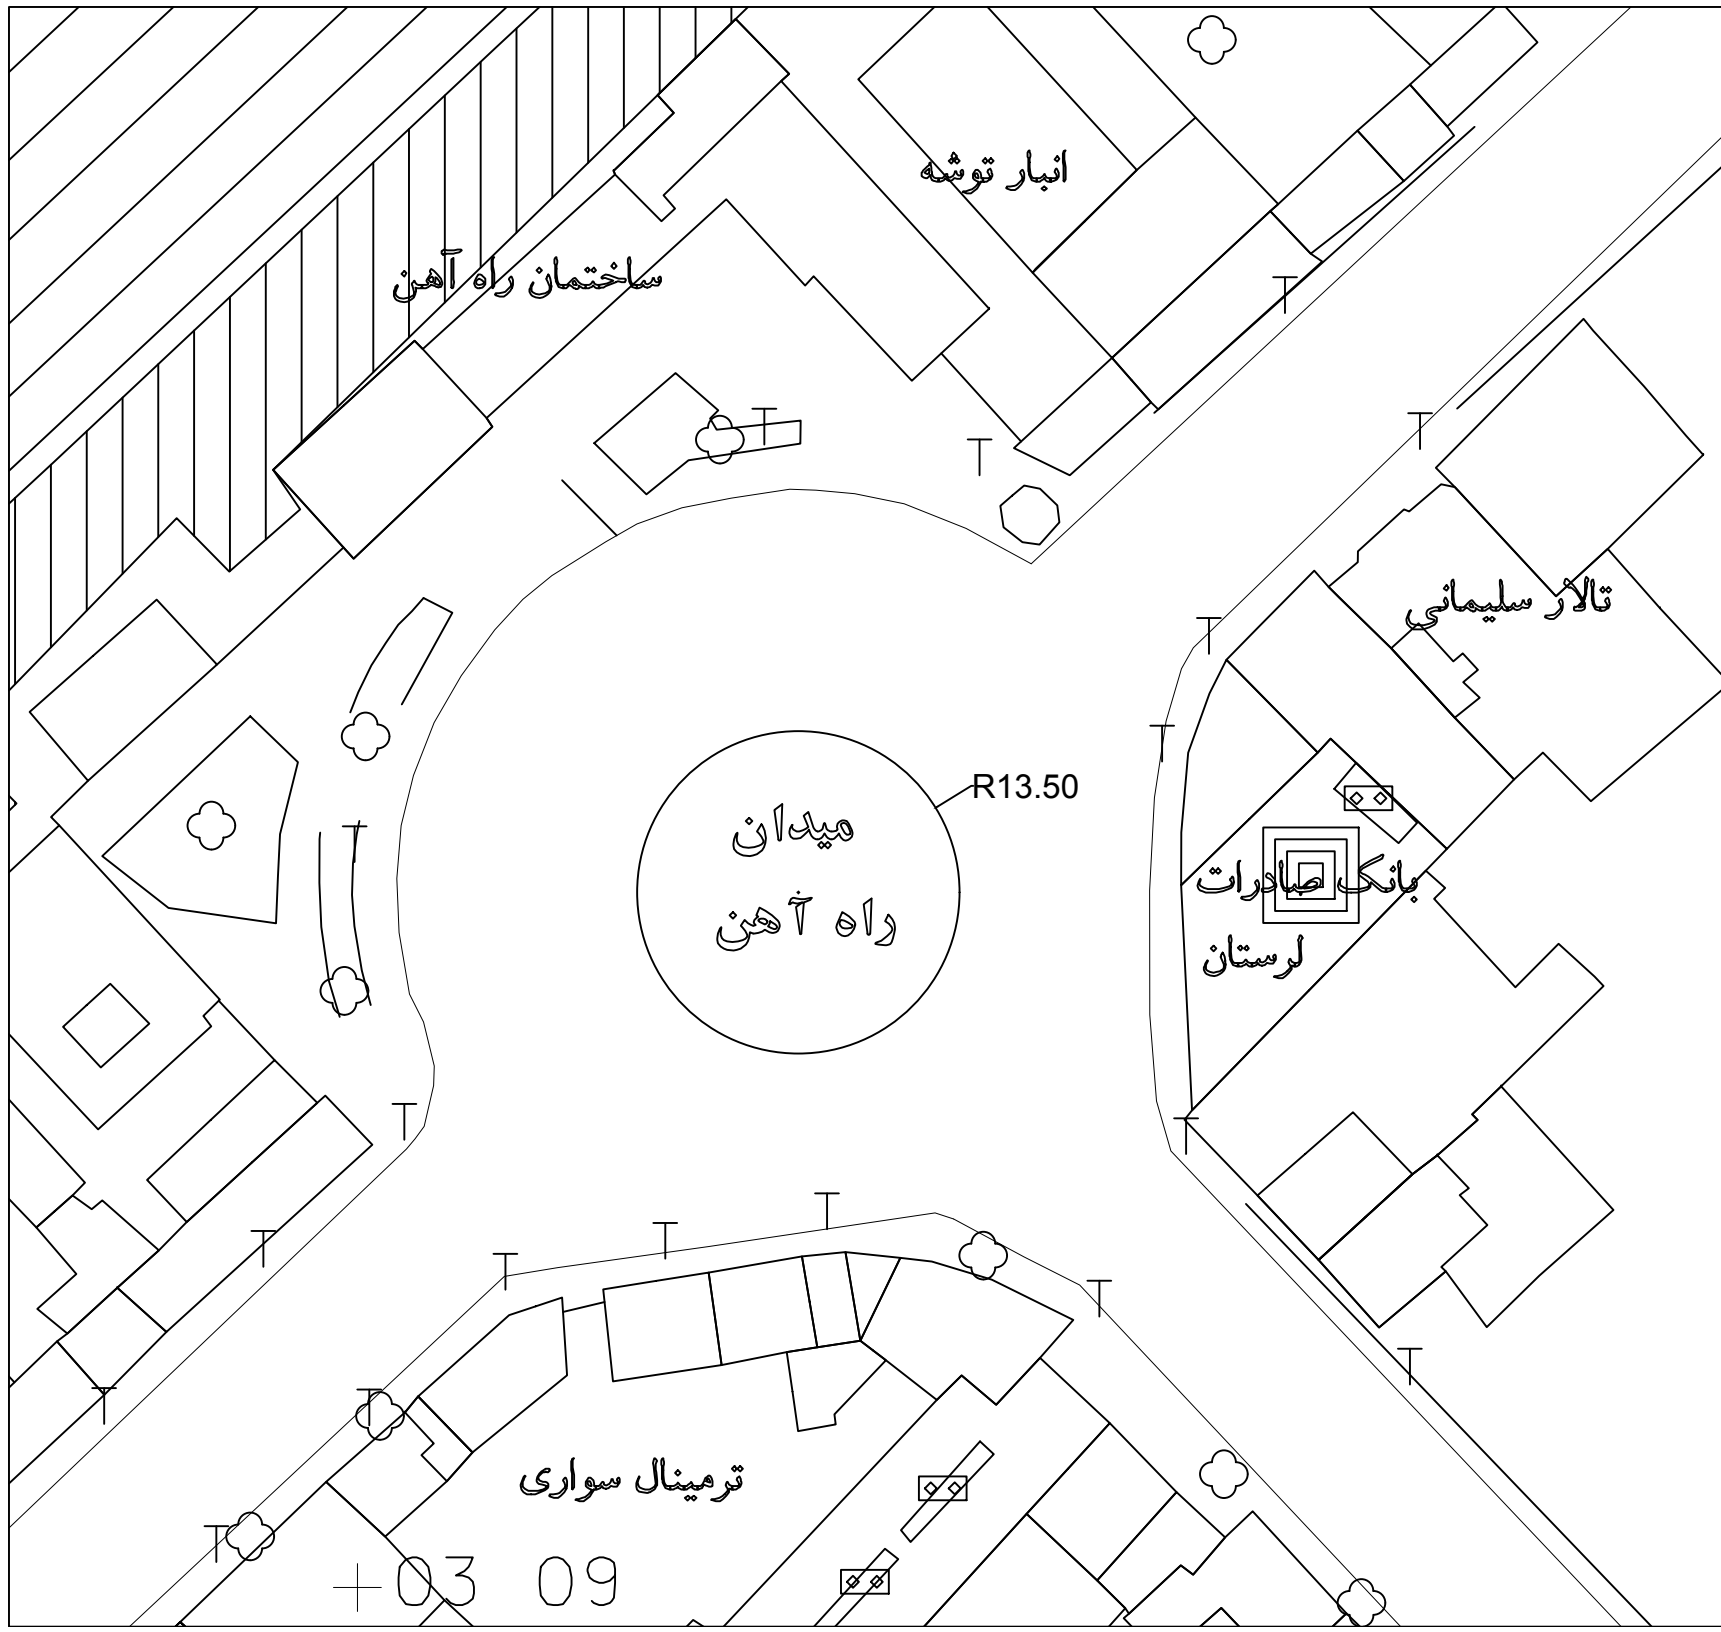 انبار توشه
ساختمان راه آهن
تالار سلیمانی
R13.50
میدان
راه آهن
بانک صادرات
لرستان
ترمینال سواری
+03 09